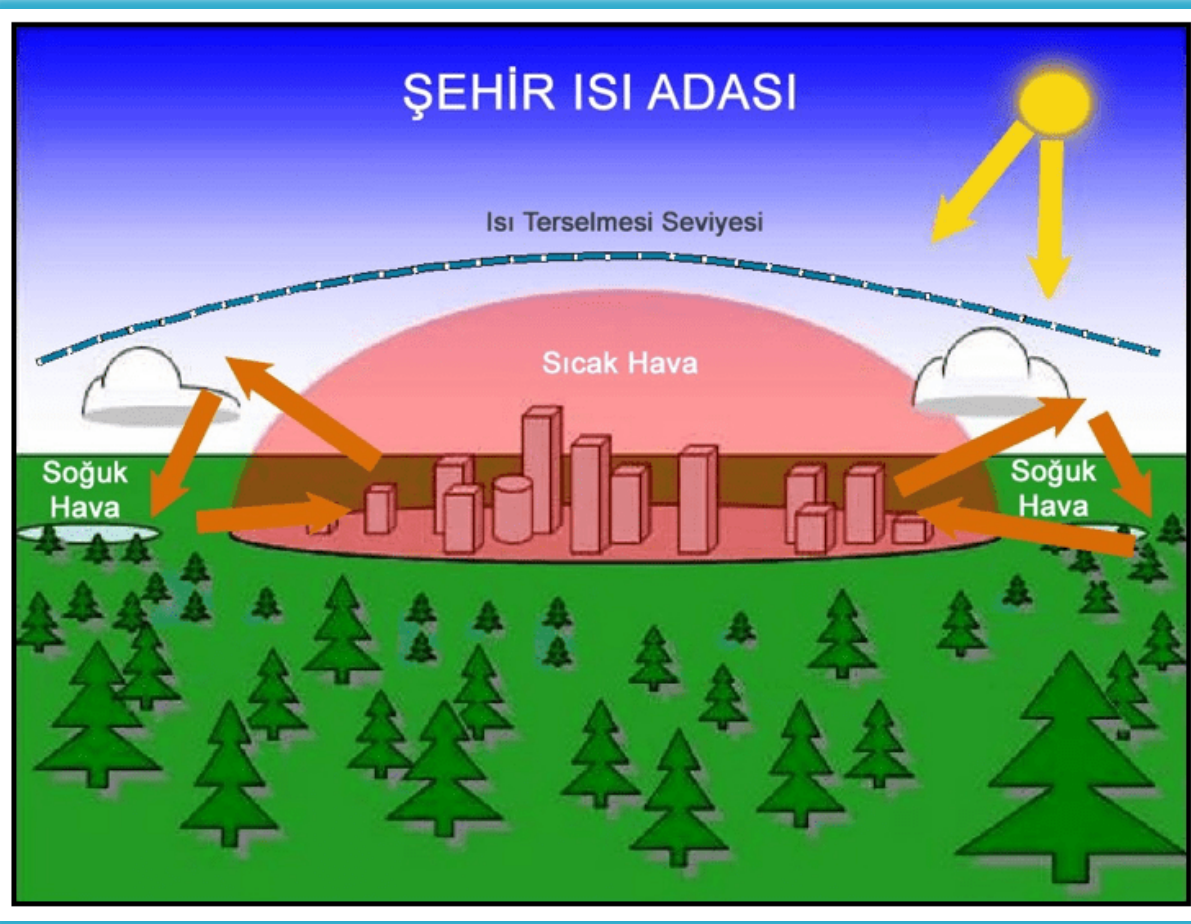 ŞEHİR ISI ADASI
Isı Terselmesi Seviyesi
Sıcak Hava
Soğuk
Hava
Soğuk
Hava